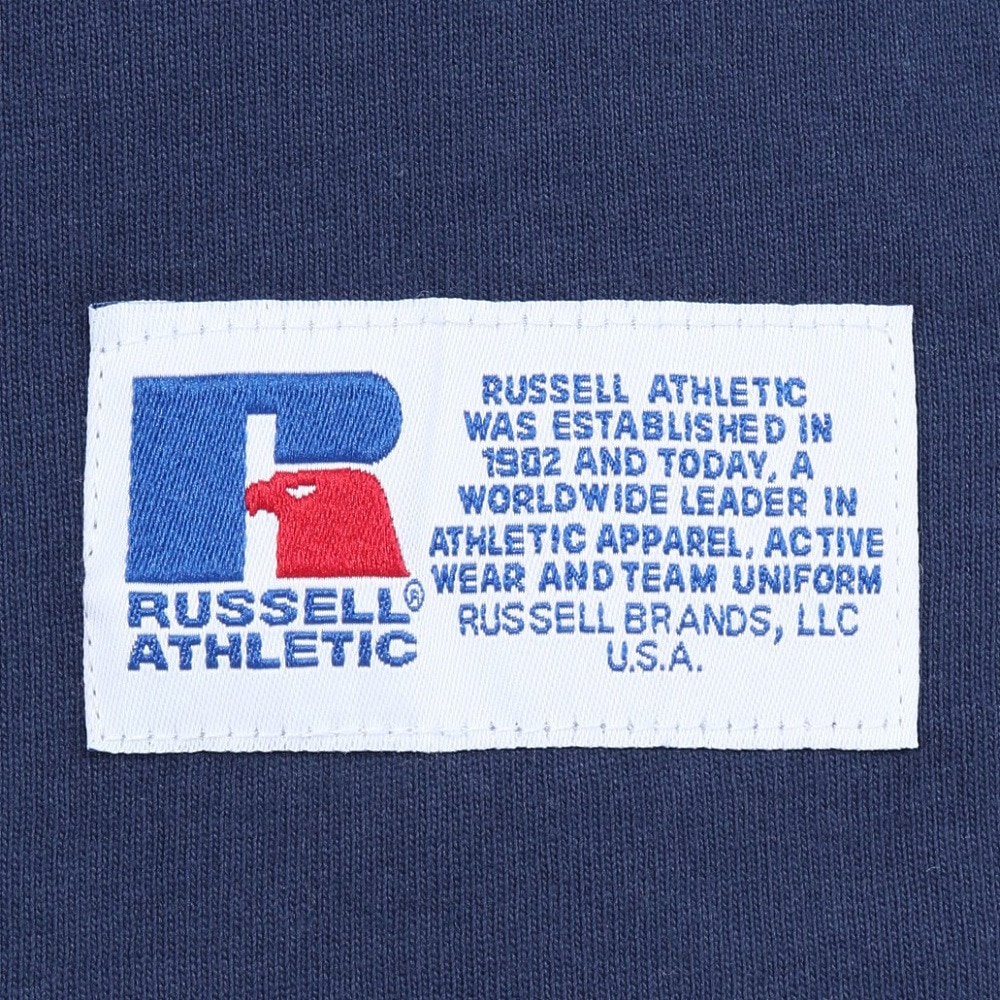 RUSSELL®
ATHLETIC
RUSSELL ATHLETIC
WAS ESTABLISHED IN
1902 AND TODAY, A
WORLDWIDE LEADER IN
ATHLETIC APPAREL, ACTIVE
WEAR AND TEAM UNIFORM
RUSSELL BRANDS, LLC
U.S.A.